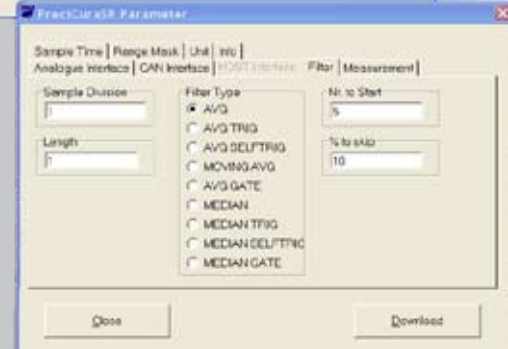 PreciCuraSR Parameter
Sample Time Range Mask Unit Info
Analogue Interface CAN Interface HOST Interface Filter Measurement
Sample Division
1
Length
1
Filter Type
AVG
AVG TRIG
AVG SELFTRIG
MOVING AVG
AVG GATE
MEDIAN
MEDIAN TRIG
MEDIAN SELFTRIG
MEDIAN GATE
Nr. to Start
5
% to skip
10
Close
Download